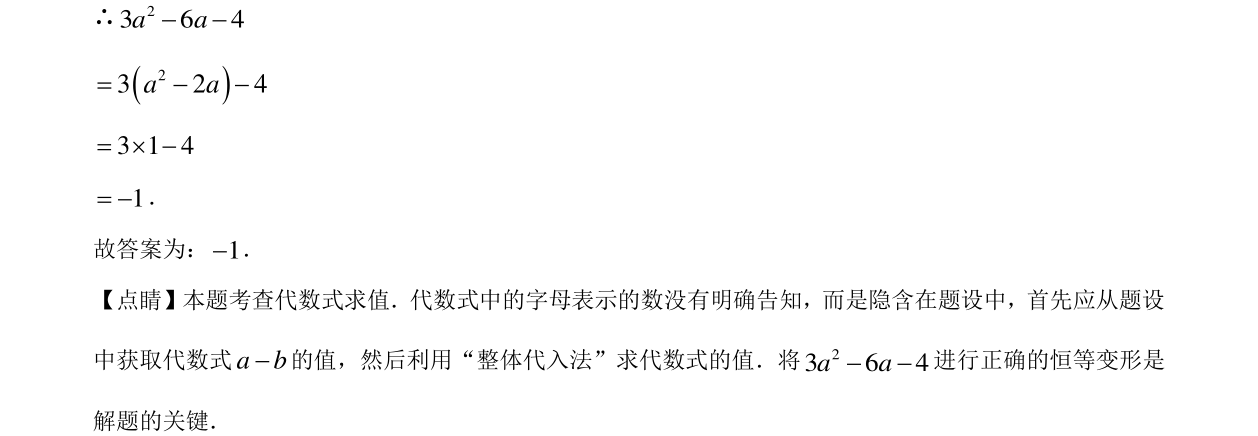 ∴ 3a² − 6a − 4
= 3(a² − 2a) − 4
= 3×1 − 4
= −1．
故答案为：−1．
【点睛】本题考查代数式求值．代数式中的字母表示的数没有明确告知，而是隐含在题设中，首先应从题设
中获取代数式 a − b 的值，然后利用“整体代入法”求代数式的值．将 3a² − 6a − 4 进行正确的恒等变形是
解题的关键．